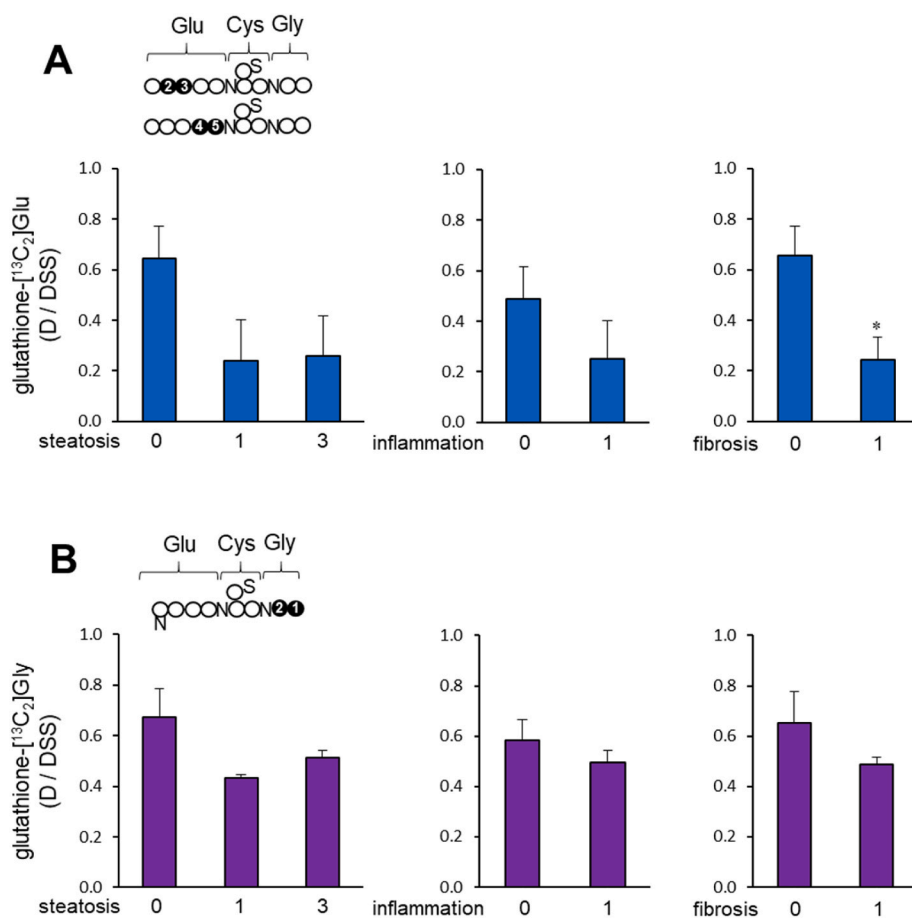 A
Glu Cys Gly
S
2 3 N N
S
4 5 N N
glutathione-[¹³C₂]Glu
(D / DSS)
1.0 1.0 1.0
0.8 0.8 0.8
0.6 0.6 0.6
0.4 0.4 0.4
*
0.2 0.2 0.2
0.0 0.0 0.0
steatosis 0 1 3 inflammation 0 1 fibrosis 0 1
B
Glu Cys Gly
S
N N 2 1
N
glutathione-[¹³C₂]Gly
(D / DSS)
1.0 1.0 1.0
0.8 0.8 0.8
0.6 0.6 0.6
0.4 0.4 0.4
0.2 0.2 0.2
0.0 0.0 0.0
steatosis 0 1 3 inflammation 0 1 fibrosis 0 1